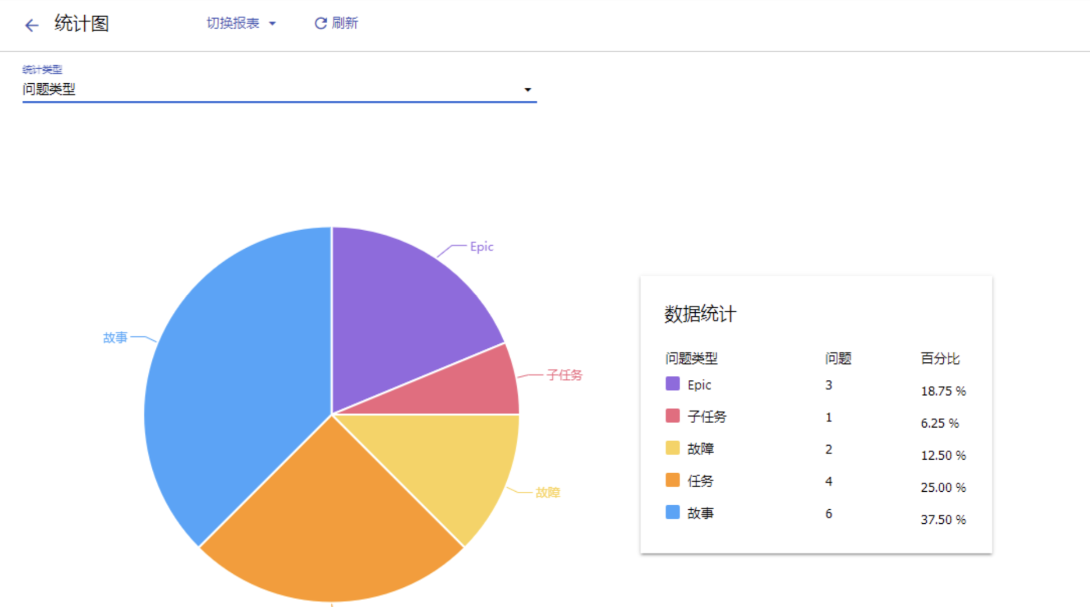 统计图 切换报表 刷新
统计类型
问题类型
Epic
故事
子任务
故障
数据统计
问题类型 问题 百分比
Epic 3 18.75 %
子任务 1 6.25 %
故障 2 12.50 %
任务 4 25.00 %
故事 6 37.50 %